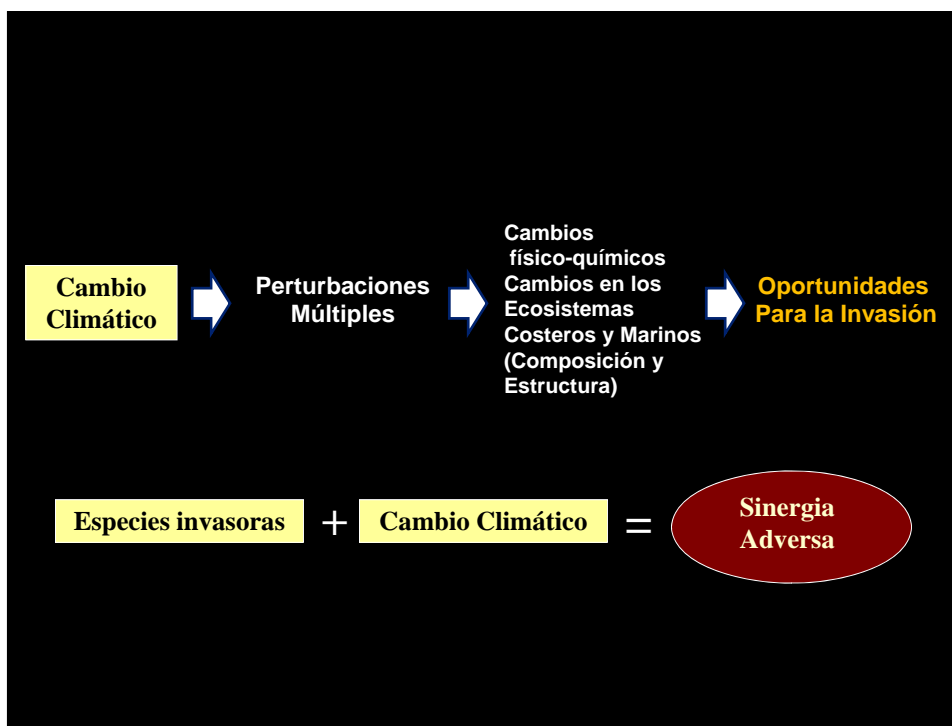 Cambio
Climático
Perturbaciones
Múltiples
Cambios
físico-químicos
Cambios en los
Ecosistemas
Costeros y Marinos
(Composición y
Estructura)
Oportunidades
Para la Invasión
Especies invasoras + Cambio Climático =
Sinergia
Adversa